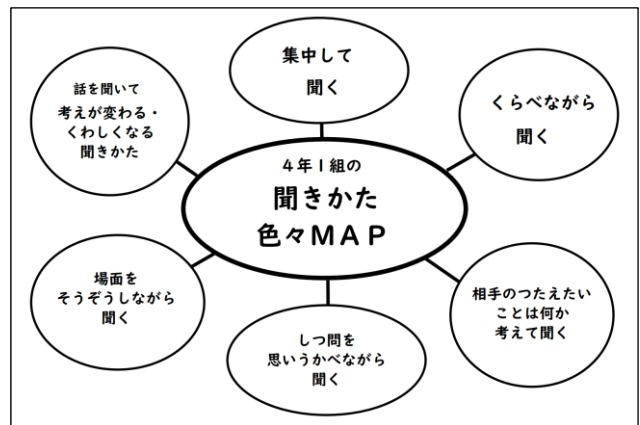 4年1組の
聞きかた
色々MAP
集中して
聞く
くらべながら
聞く
相手のつたえたい
ことは何か
考えて聞く
しつ問を
思いうかべながら
聞く
場面を
そうぞうしながら
聞く
話を聞いて
考えが変わる・
くわしくなる
聞きかた